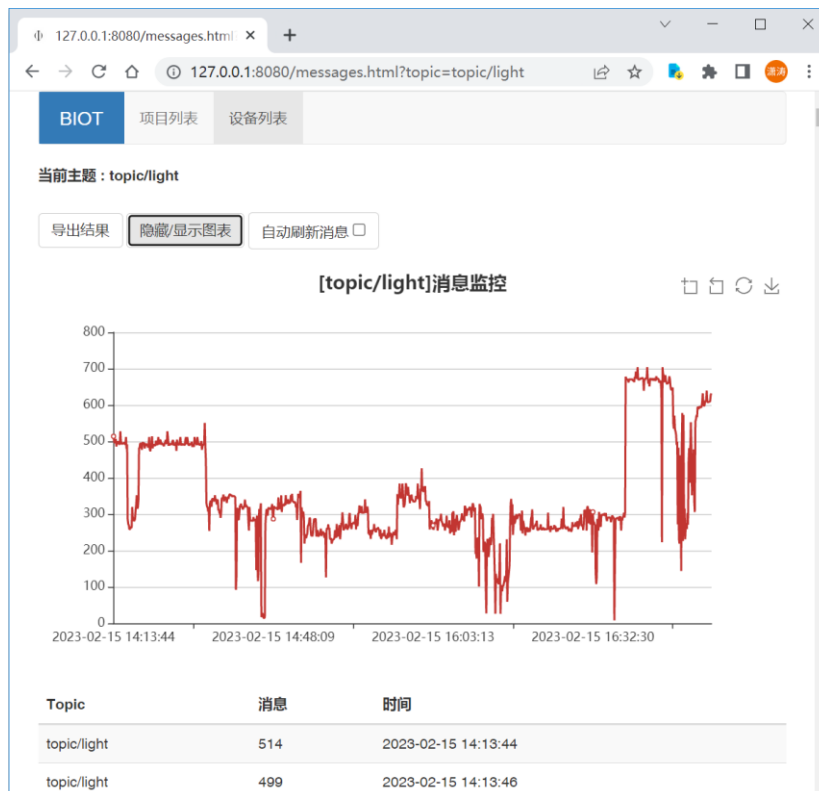 127.0.0.1:8080/messages.html
127.0.0.1:8080/messages.html?topic=topic/light
潇涛
BIOT 项目列表 设备列表
当前主题 : topic/light
导出结果 隐藏/显示图表 自动刷新消息
[topic/light]消息监控
800
700
600
500
400
300
200
100
0
2023-02-15 14:13:44 2023-02-15 14:48:09 2023-02-15 16:03:13 2023-02-15 16:32:30
Topic 消息 时间
topic/light 514 2023-02-15 14:13:44
topic/light 499 2023-02-15 14:13:46